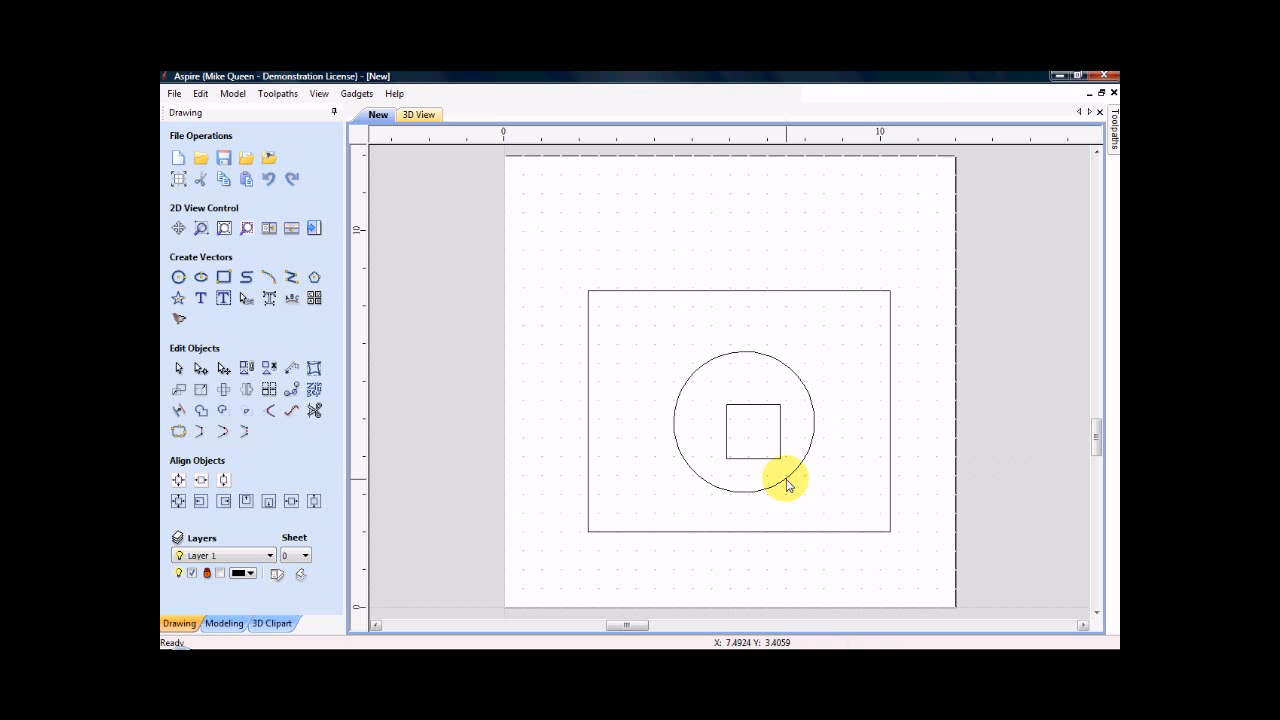 Aspire (Mike Queen - Demonstration License) - [New]
File Edit Model Toolpaths View Gadgets Help
Drawing
New
3D View
Toolpaths
File Operations
0
10
2D View Control
10
Create Vectors
Edit Objects
Align Objects
Layers
Sheet
Layer 1
0
0
Drawing
Modeling
3D Clipart
Ready
X: 7.4924 Y: 3.4059